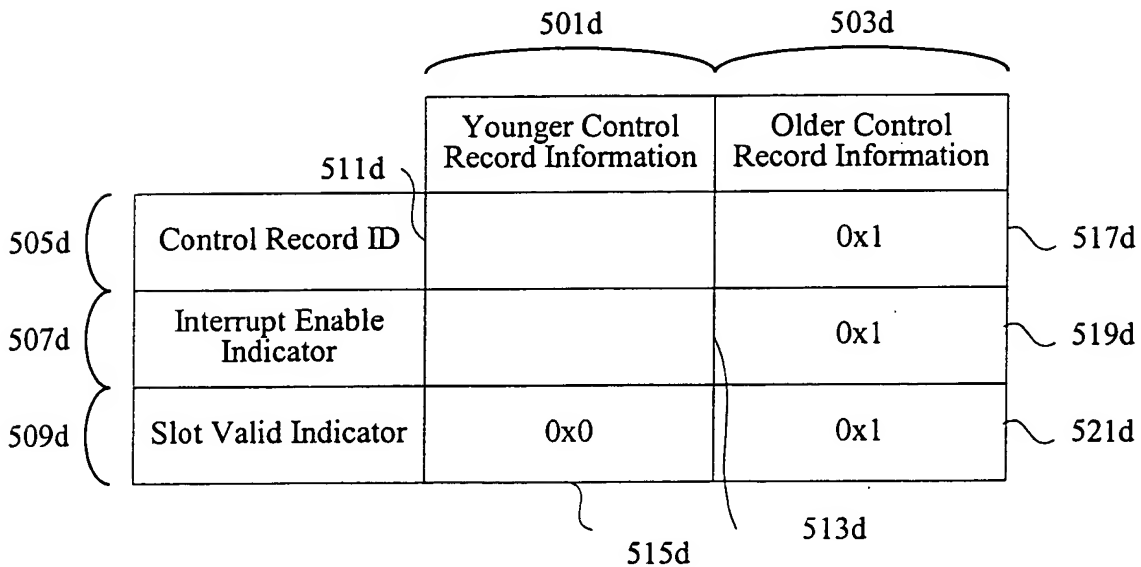 501d 503d
Younger Control
Record Information
Older Control
Record Information
511d
505d
Control Record ID
0x1
517d
507d
Interrupt Enable
Indicator
0x1
519d
509d
Slot Valid Indicator
0x0
0x1
521d
513d
515d